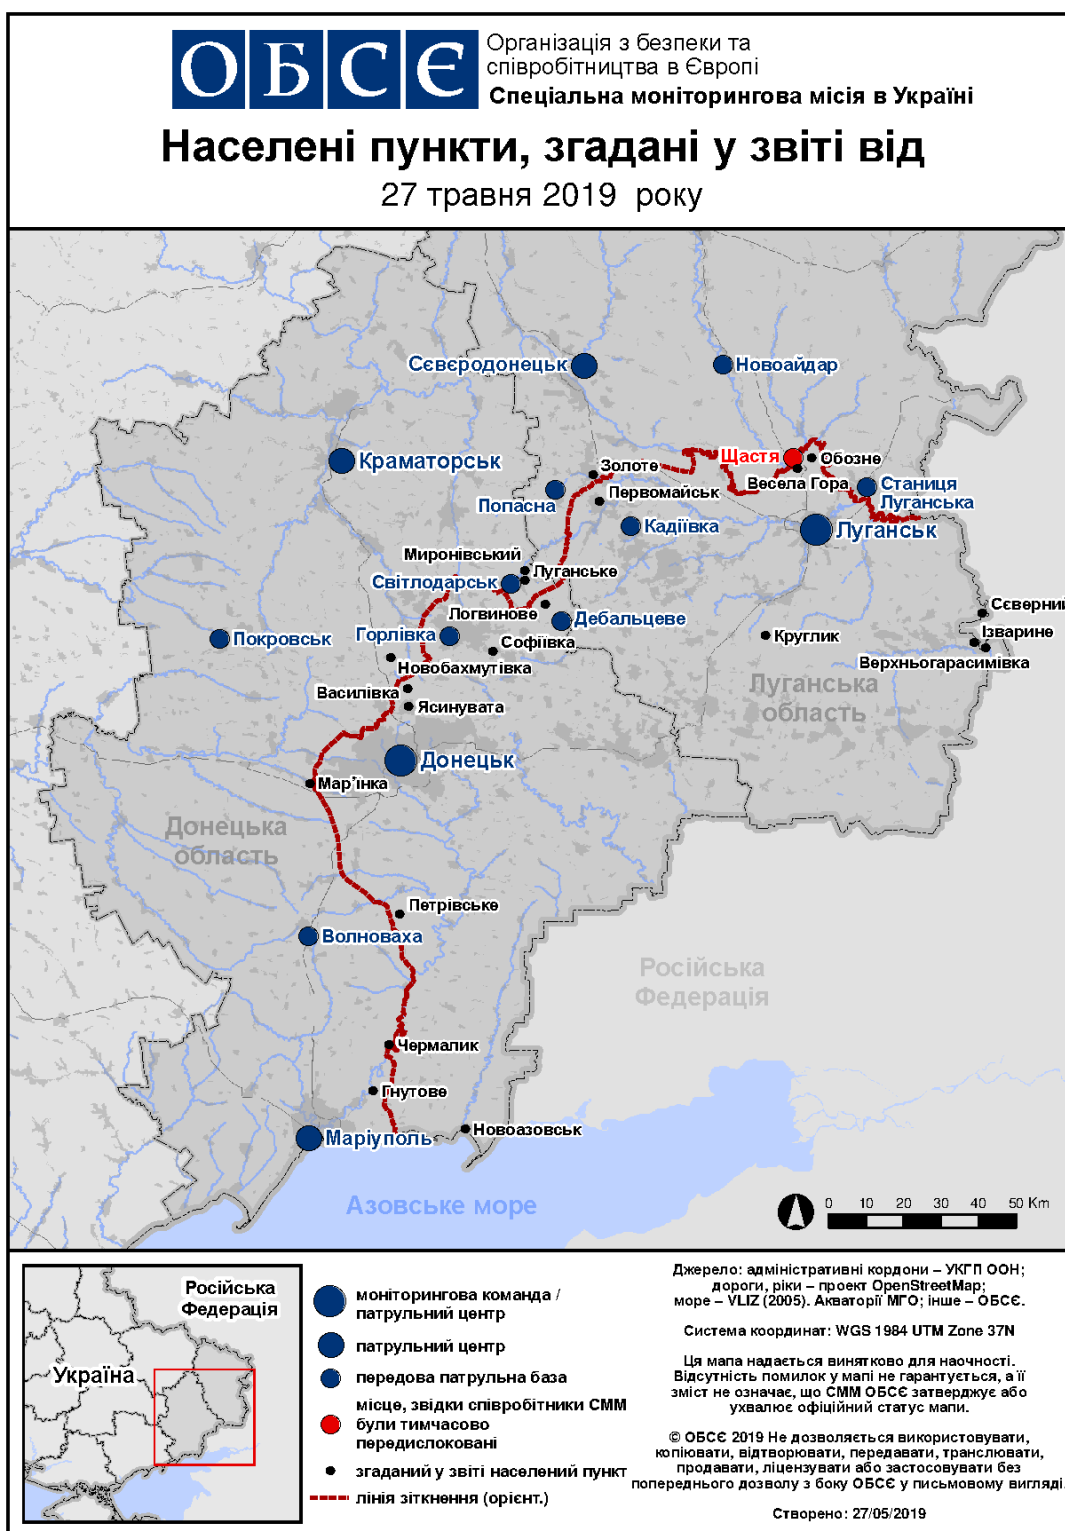 ОБСЄ
Організація з безпеки та
співробітництва в Європі
Спеціальна моніторингова місія в Україні
Населені пункти, згадані у звіті від
27 травня 2019 року
Сєвєродонецьк
Новоайдар
Щастя
Обозне
Краматорськ
Золоте
Весела Гора
Станиця
Луганська
Попасна
Первомайськ
Кадіївка
Луганськ
Миронівський
Луганське
Світлодарськ
Логвинове
Дебальцеве
Сєверний
Покровськ
Горлівка
Софіївка
Круглик
Ізварине
Новобахмутівка
Верхньогарасимівка
Василівка
Ясинувата
Луганська
область
Донецьк
Мар'їнка
Донецька
область
Петрівське
Волноваха
Російська
Федерація
Чермалик
Гнутове
Новоазовськ
Маріуполь
Азовське море
0 10 20 30 40 50 Km
Російська
Федерація
Україна
моніторингова команда /
патрульний центр
патрульний центр
передова патрульна база
місце, звідки співробітники СММ
були тимчасово
передислоковані
згаданий у звіті населений пункт
лінія зіткнення (орієнт.)
Джерело: адміністративні кордони – УКГП ООН;
дороги, ріки – проект OpenStreetMap;
море – VLIZ (2005). Акваторії МГО; інше – ОБСЄ.
Система координат: WGS 1984 UTM Zone 37N
Ця мапа надається винятково для наочності.
Відсутність помилок у мапі не гарантується, а її
зміст не означає, що СММ ОБСЄ затверджує або
ухвалює офіційний статус мапи.
© ОБСЄ 2019 Не дозволяється використовувати,
копіювати, відтворювати, передавати, транслювати,
продавати, ліцензувати або застосовувати без
попереднього дозволу з боку ОБСЄ у письмовому вигляді.
Створено: 27/05/2019